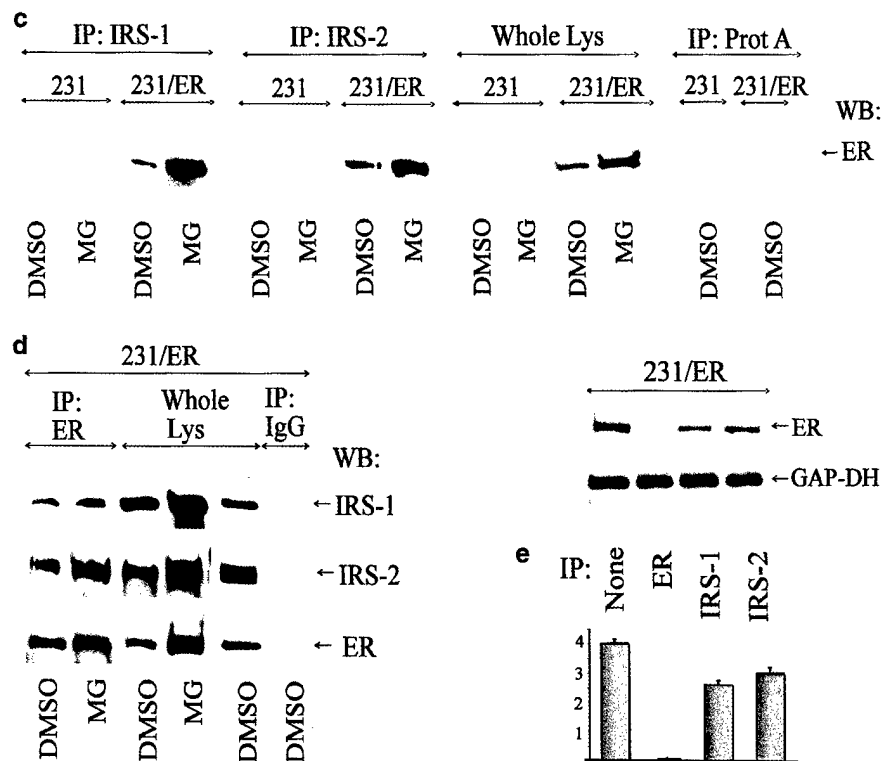 c
IP: IRS-1 IP: IRS-2 Whole Lys IP: Prot A
231 231/ER 231 231/ER 231 231/ER 231 231/ER
WB:
←ER
DMSO MG DMSO MG DMSO MG DMSO MG DMSO MG DMSO MG DMSO DMSO
d
231/ER
IP: ER Whole Lys IP: IgG
WB:
←IRS-1
←IRS-2
← ER
DMSO MG DMSO MG DMSO DMSO
231/ER
←ER
←GAP-DH
e
IP: None ER IRS-1 IRS-2
4
3
2
1